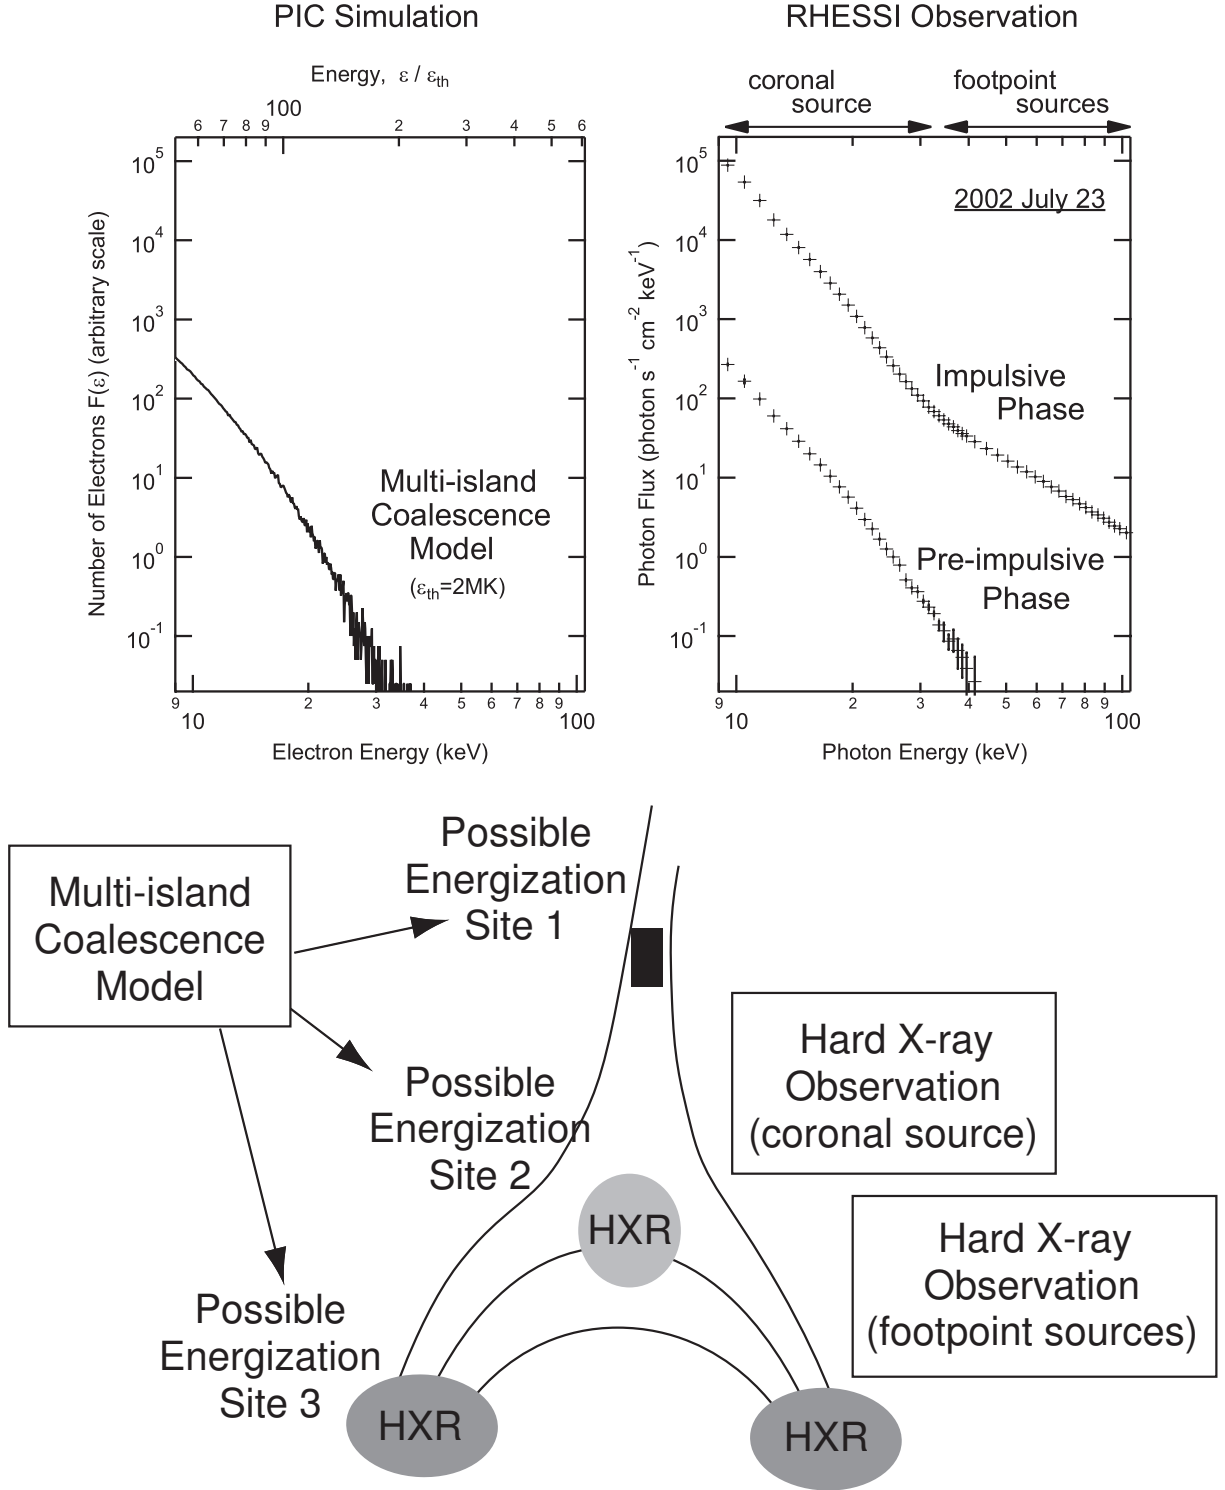 PIC Simulation
Energy, ε / εth
100
6 7 8 9 2 3 4 5 6
10^5
10^4
10^3
10^2
10^1
10^0
10^-1
Number of Electrons F(ε) (arbitrary scale)
Multi-island
Coalescence
Model
(εth=2MK)
9 2 3 4 5 6 7 8 9
10 100
Electron Energy (keV)
RHESSI Observation
coronal
source
footpoint
sources
2002 July 23
10^5
10^4
10^3
10^2
10^1
10^0
10^-1
Photon Flux (photon s^-1 cm^-2 keV^-1)
Impulsive
Phase
Pre-impulsive
Phase
9 2 3 4 5 6 7 8 9
10 100
Photon Energy (keV)
Multi-island
Coalescence
Model
Possible
Energization
Site 1
Possible
Energization
Site 2
Possible
Energization
Site 3
Hard X-ray
Observation
(coronal source)
Hard X-ray
Observation
(footpoint sources)
HXR
HXR
HXR